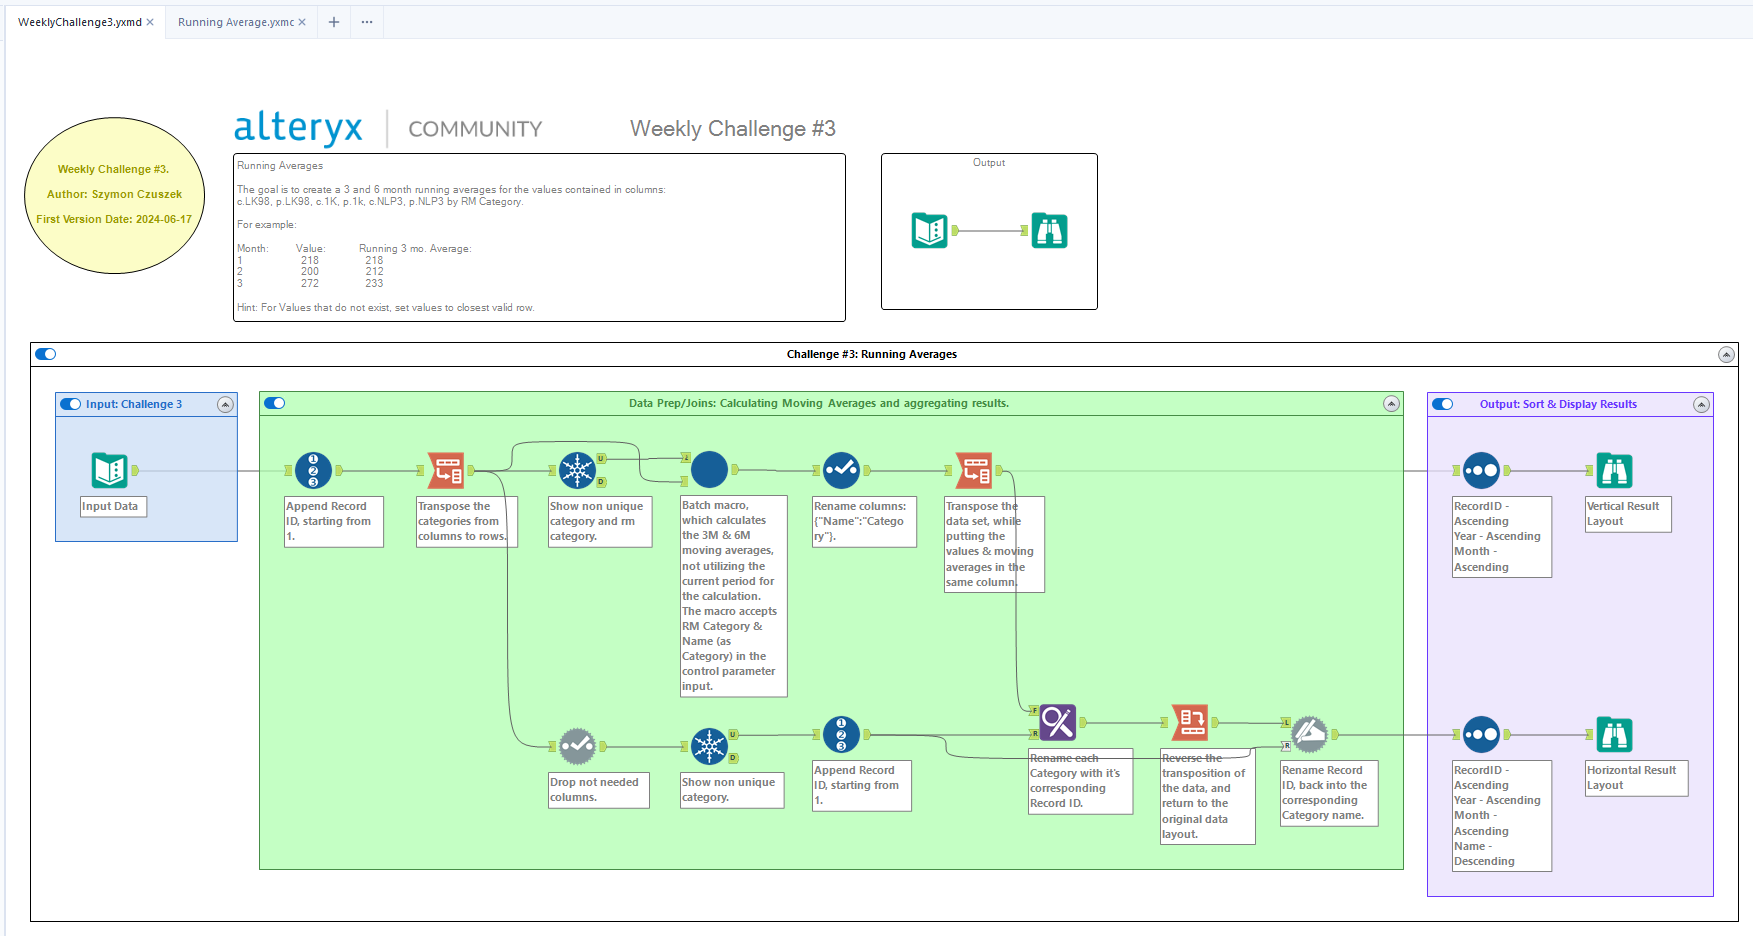 WeeklyChallenge3.yxmd
Running Average.yxmc
alteryx
COMMUNITY
Weekly Challenge #3
Weekly Challenge #3.
Author: Szymon Czuszek
First Version Date: 2024-06-17
Running Averages
The goal is to create a 3 and 6 month running averages for the values contained in columns:
c.LK98, p.LK98, c.1K, p.1k, c.NLP3, p.NLP3 by RM Category.
For example:
Month: Value: Running 3 mo. Average:
1 218 218
2 200 212
3 272 233
Hint: For Values that do not exist, set values to closest valid row.
Output
Challenge #3: Running Averages
Input: Challenge 3
Input Data
Data Prep/Joins: Calculating Moving Averages and aggregating results.
1
2
3
Append Record
ID, starting from
1.
Transpose the
categories from
columns to rows.
U
D
Show non unique
category and rm
category.
Batch macro,
which calculates
the 3M & 6M
moving averages,
not utilizing the
current period for
the calculation.
The macro accepts
RM Category &
Name (as
Category) in the
control parameter
input.
Rename columns:
{"Name":"Catego
ry"}.
Transpose the
data set, while
putting the
values & moving
averages in the
same column.
Drop not needed
columns.
U
D
Show non unique
category.
1
2
3
Append Record
ID, starting from
1.
F
R
Rename each
Category with it's
corresponding
Record ID.
Reverse the
transposition of
the data, and
return to the
original data
layout.
L
R
Rename Record
ID, back into the
corresponding
Category name.
Output: Sort & Display Results
RecordID -
Ascending
Year - Ascending
Month -
Ascending
Vertical Result
Layout
RecordID -
Ascending
Year - Ascending
Month -
Ascending
Name -
Descending
Horizontal Result
Layout